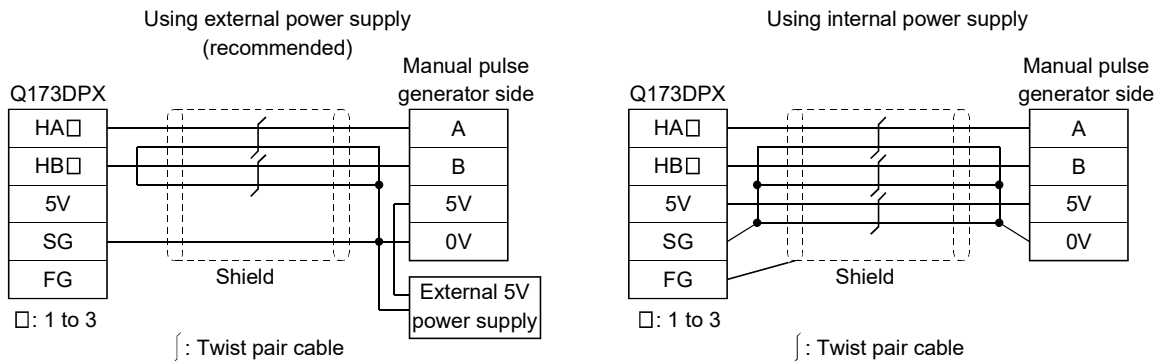 Using external power supply
(recommended)
Manual pulse
generator side
Q173DPX
HA□
HB□
5V
SG
FG
A
B
5V
0V
Shield
External 5V
power supply
□: 1 to 3
⌠: Twist pair cable
Using internal power supply
Manual pulse
generator side
Q173DPX
HA□
HB□
5V
SG
FG
A
B
5V
0V
Shield
□: 1 to 3
⌠: Twist pair cable